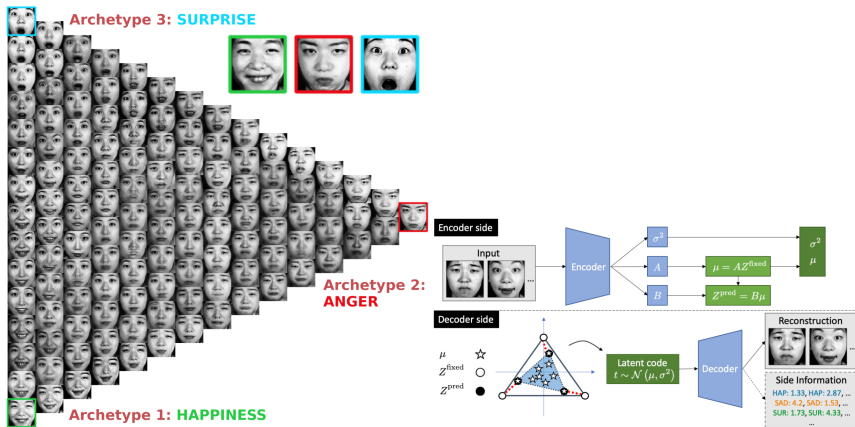 Archetype 3: SURPRISE
Archetype 2:
ANGER
Archetype 1: HAPPINESS
Encoder side
Input
...
Encoder
σ²
A
B
μ = AZ^fixed
Z^pred = Bμ
σ²
μ
Decoder side
μ
Z^fixed
Z^pred
Latent code
t ∼ N (μ, σ²)
Decoder
Reconstruction
...
Side Information
HAP: 1.33, HAP: 2.87, ...
SAD: 4.2, SAD: 1.53, ...
SUR: 1.73, SUR: 4.33, ...
...